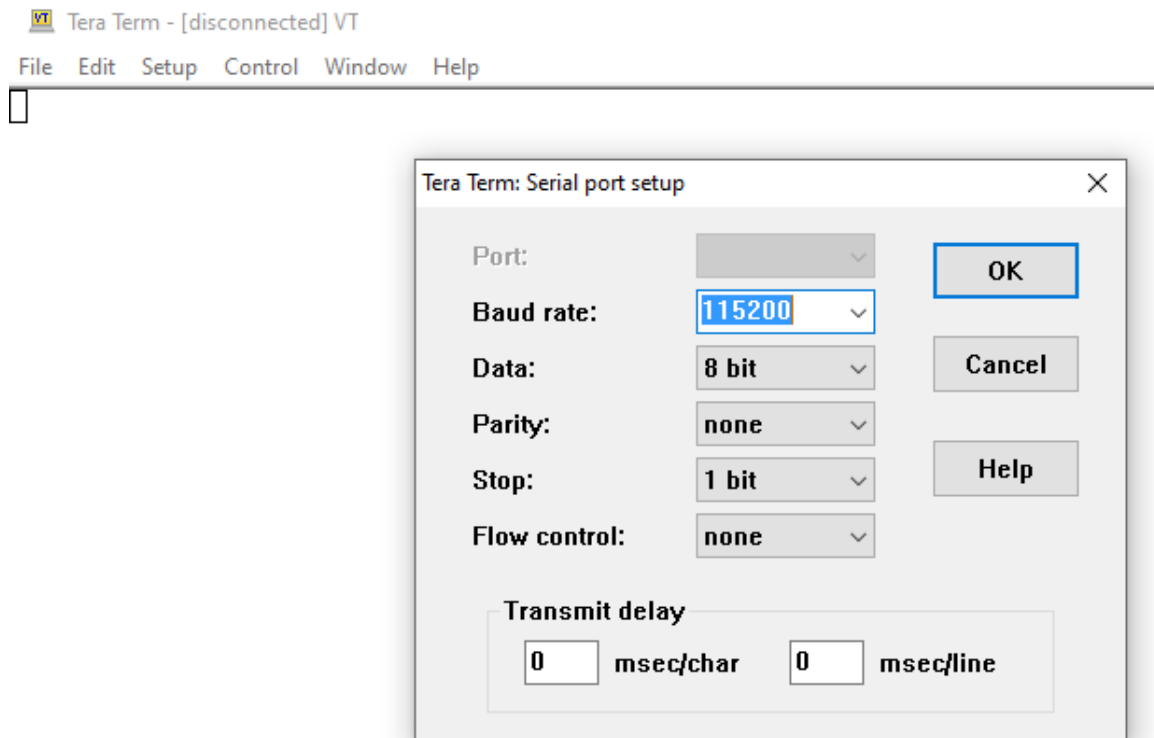 VT Tera Term - [disconnected] VT
File Edit Setup Control Window Help
Tera Term: Serial port setup
Port:
OK
Baud rate: 115200
Data: 8 bit
Cancel
Parity: none
Stop: 1 bit
Help
Flow control: none
Transmit delay
0 msec/char 0 msec/line